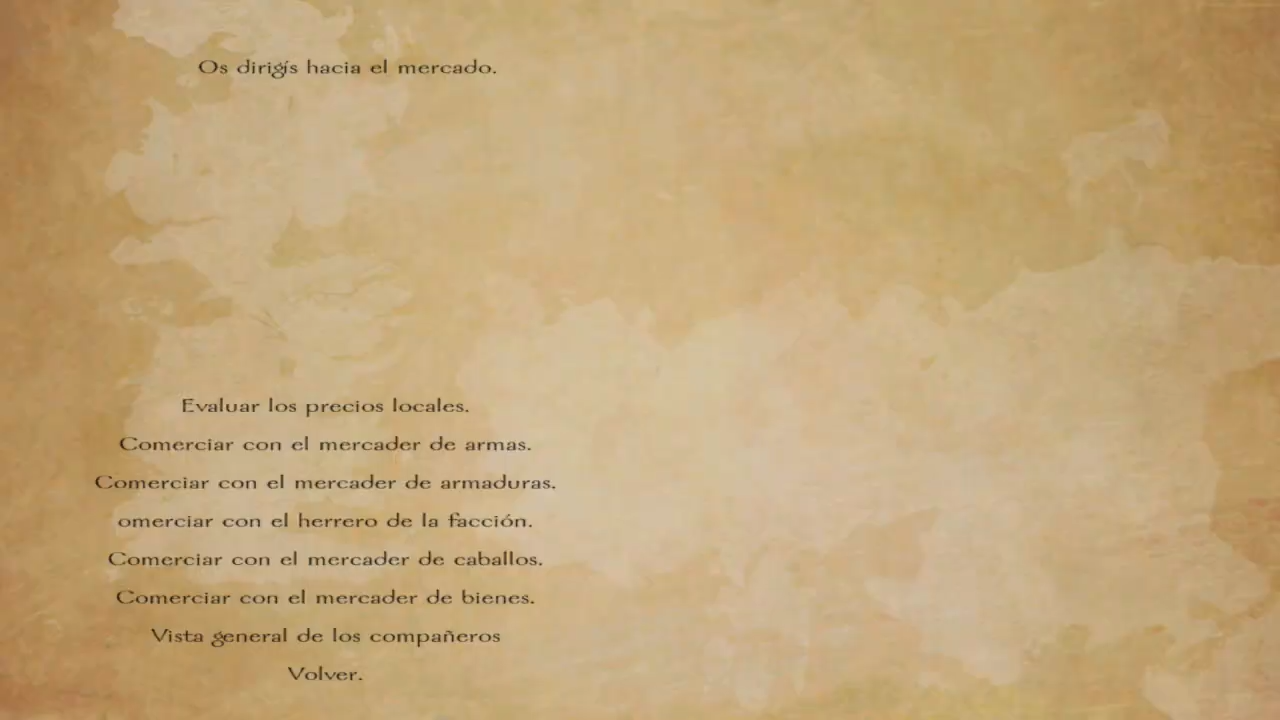 Os dirigís hacia el mercado.
Evaluar los precios locales.
Comerciar con el mercader de armas.
Comerciar con el mercader de armaduras.
omerciar con el herrero de la facción.
Comerciar con el mercader de caballos.
Comerciar con el mercader de bienes.
Vista general de los compañeros
Volver.